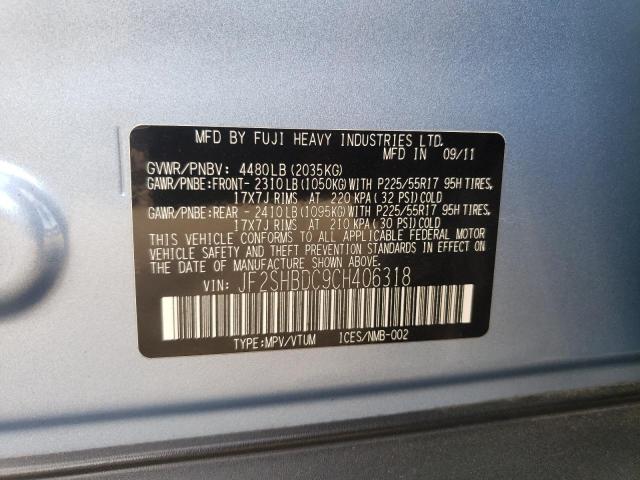 MFD BY FUJI HEAVY INDUSTRIES LTD.
MFD IN 09/11
GVWR/PNBV: 4480LB (2035KG)
GAWR/PNBE:FRONT- 2310LB (1050KG) WITH P225/55R17 95H TIRES,
17X7J RIMS AT 220 KPA ( 32 PSI) COLD
GAWR/PNBE:REAR - 2410LB (1095KG) WITH P225/55R17 95H TIRES,
17X7J RIMS AT 210 KPA ( 30 PSI) COLD
THIS VEHICLE CONFORMS TO ALL APPLICABLE FEDERAL MOTOR
VEHICLE SAFETY AND THEFT PREVENTION STANDARDS IN EFFECT ON
THE DATE OF MANUFACTURE SHOWN ABOVE.
VIN: JF2SHBDC9CH406318
TYPE:MPV/VTUM ICES/NMB-002